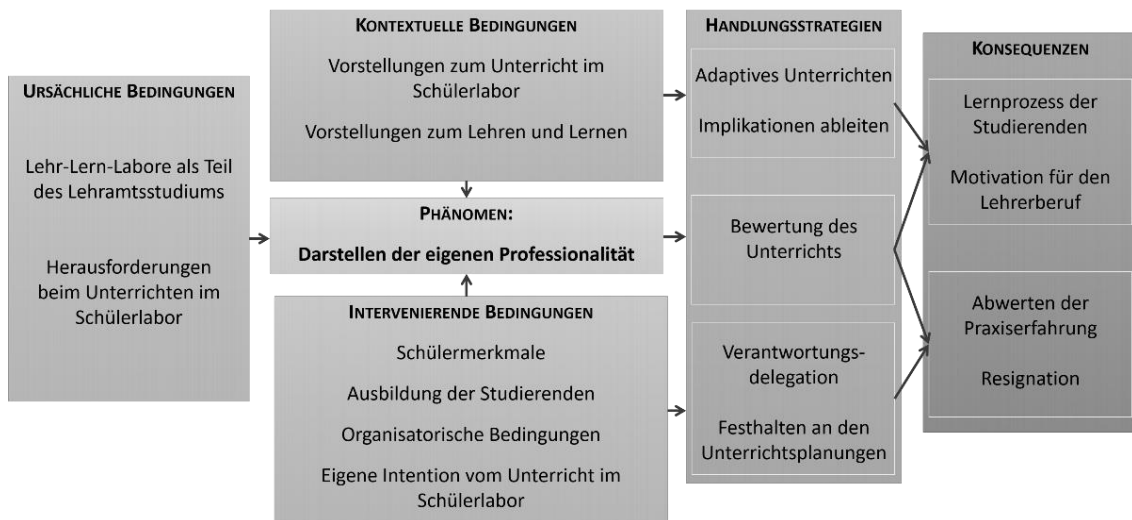 URSÄCHLICHE BEDINGUNGEN
Lehr-Lern-Labore als Teil
des Lehramtsstudiums
Herausforderungen
beim Unterrichten im
Schülerlabor
KONTEXTUELLE BEDINGUNGEN
Vorstellungen zum Unterricht im
Schülerlabor
Vorstellungen zum Lehren und Lernen
PHÄNOMEN:
Darstellen der eigenen Professionalität
INTERVENIERENDE BEDINGUNGEN
Schülermerkmale
Ausbildung der Studierenden
Organisatorische Bedingungen
Eigene Intention vom Unterricht im
Schülerlabor
HANDLUNGSSTRATEGIEN
Adaptives Unterrichten
Implikationen ableiten
Bewertung des
Unterrichts
Verantwortungs-
delegation
Festhalten an den
Unterrichtsplanungen
KONSEQUENZEN
Lernprozess der
Studierenden
Motivation für den
Lehrerberuf
Abwerten der
Praxiserfahrung
Resignation